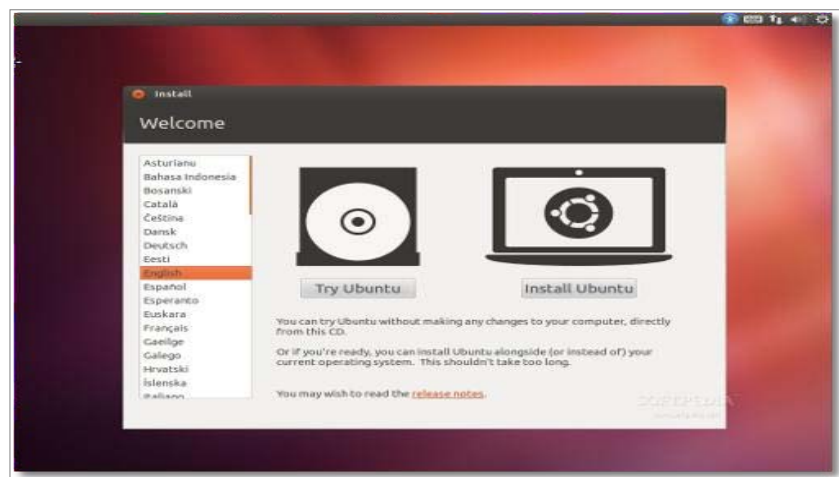 Install
Welcome
Asturianu
Bahasa Indonesia
Bosanski
Català
Čeština
Dansk
Deutsch
Eesti
English
Español
Esperanto
Euskara
Français
Gaeilge
Galego
Hrvatski
Íslenska
Italiano
Try Ubuntu
Install Ubuntu
You can try Ubuntu without making any changes to your computer, directly
from this CD.
Or if you're ready, you can install Ubuntu alongside (or instead of) your
current operating system. This shouldn't take too long.
You may wish to read the release notes.
SOFTPEDIA